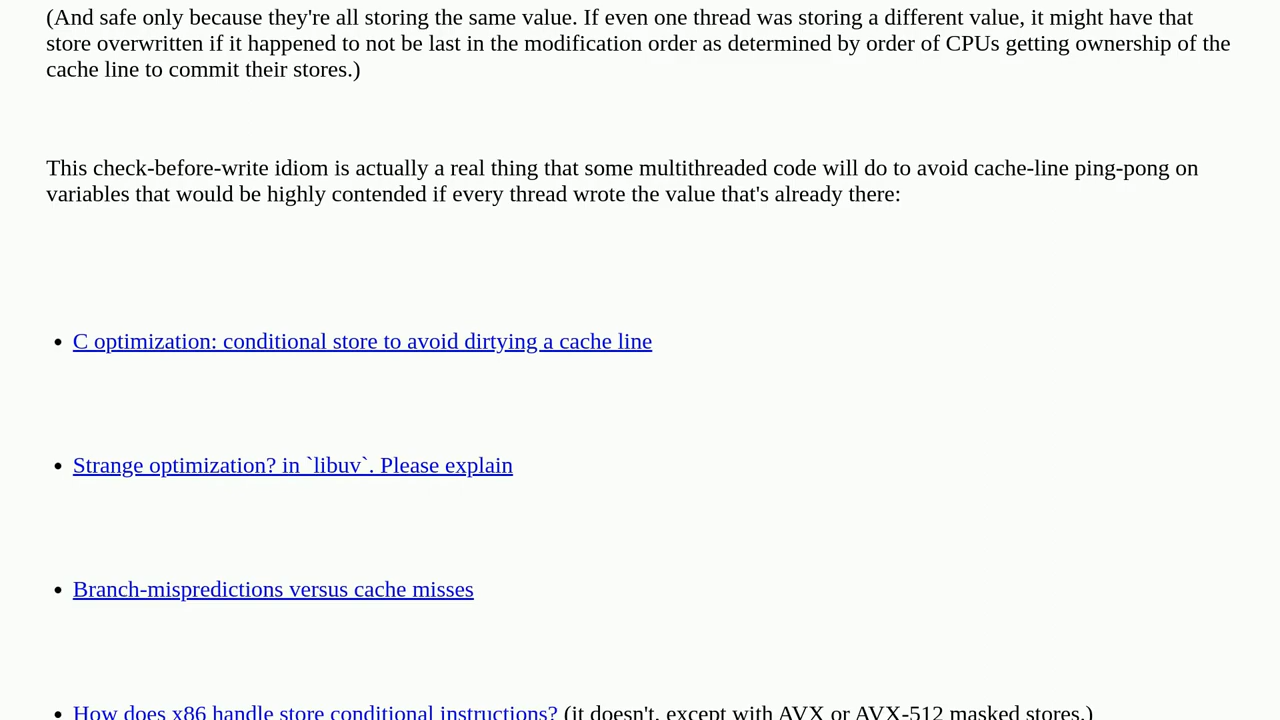 (And safe only because they're all storing the same value. If even one thread was storing a different value, it might have that
store overwritten if it happened to not be last in the modification order as determined by order of CPUs getting ownership of the
cache line to commit their stores.)
This check-before-write idiom is actually a real thing that some multithreaded code will do to avoid cache-line ping-pong on
variables that would be highly contended if every thread wrote the value that's already there:
• C optimization: conditional store to avoid dirtying a cache line
• Strange optimization? in `libuv`. Please explain
• Branch-mispredictions versus cache misses
• How does x86 handle store conditional instructions? (it doesn't, except with AVX or AVX-512 masked stores.)